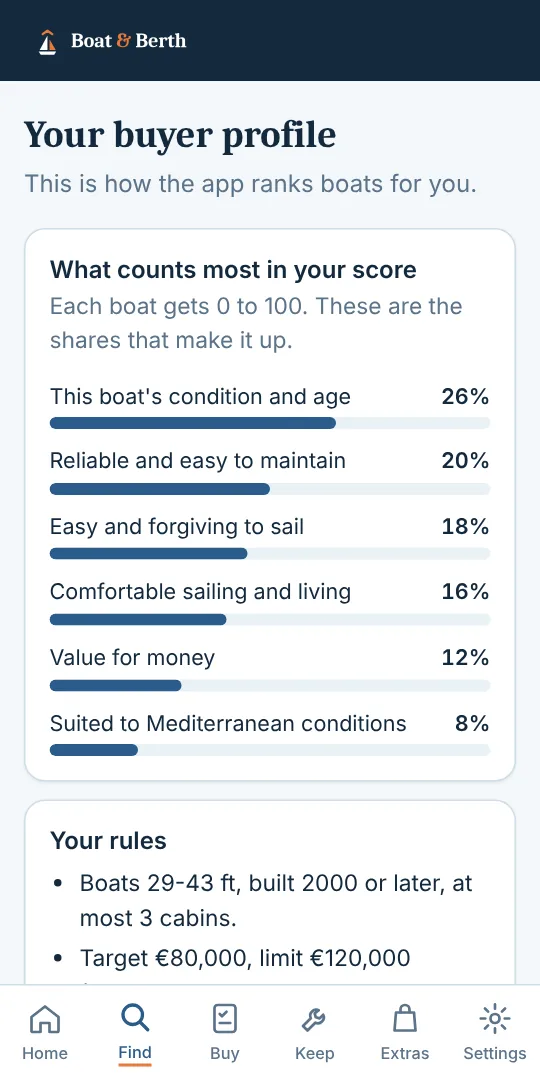 Boat & Berth
Your buyer profile
This is how the app ranks boats for you.
What counts most in your score
Each boat gets 0 to 100. These are the
shares that make it up.
This boat's condition and age 26%
Reliable and easy to maintain 20%
Easy and forgiving to sail 18%
Comfortable sailing and living 16%
Value for money 12%
Suited to Mediterranean conditions 8%
Your rules
• Boats 29-43 ft, built 2000 or later, at
most 3 cabins.
• Target €80,000, limit €120,000
Home Find Buy Keep Extras Settings